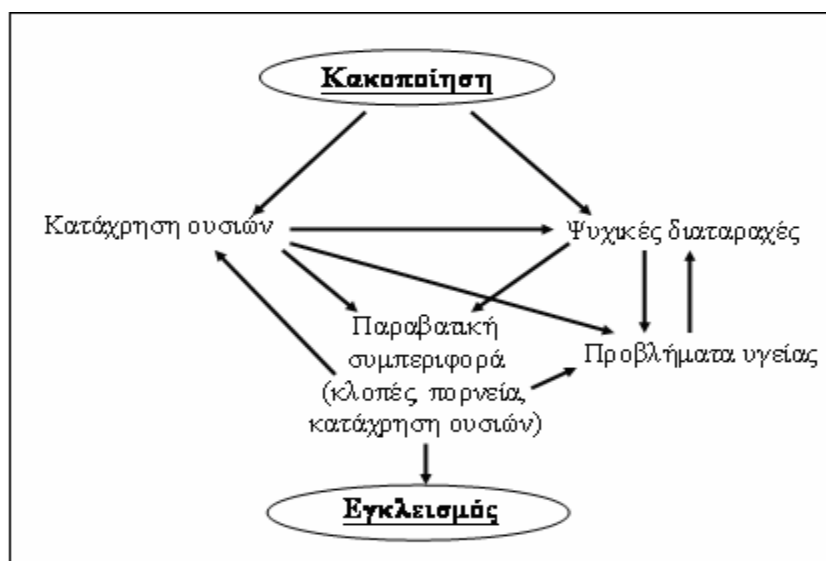 Κακοποίηση
Κατάχρηση ουσιών
Ψυχικές διαταραχές
Παραβατική
συμπεριφορά
(κλοπές, πορνεία,
κατάχρηση ουσιών)
Προβλήματα υγείας
Εγκλεισμός